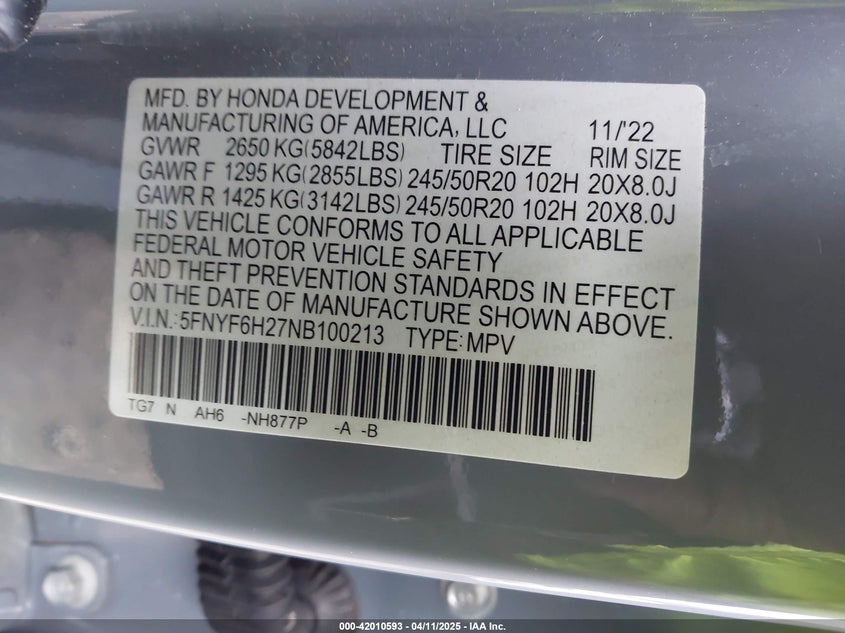 MFD. BY HONDA DEVELOPMENT &
MANUFACTURING OF AMERICA, LLC 11/'22
GVWR 2650 KG(5842LBS) TIRE SIZE RIM SIZE
GAWR F 1295 KG(2855LBS) 245/50R20 102H 20X8.0J
GAWR R 1425 KG(3142LBS) 245/50R20 102H 20X8.0J
THIS VEHICLE CONFORMS TO ALL APPLICABLE
FEDERAL MOTOR VEHICLE SAFETY
AND THEFT PREVENTION STANDARDS IN EFFECT
ON THE DATE OF MANUFACTURE SHOWN ABOVE.
V.I.N.: 5FNYF6H27NB100213 TYPE: MPV
TG7 N AH6 -NH877P -A -B
000-42010593 - 04/11/2025 - IAA Inc.